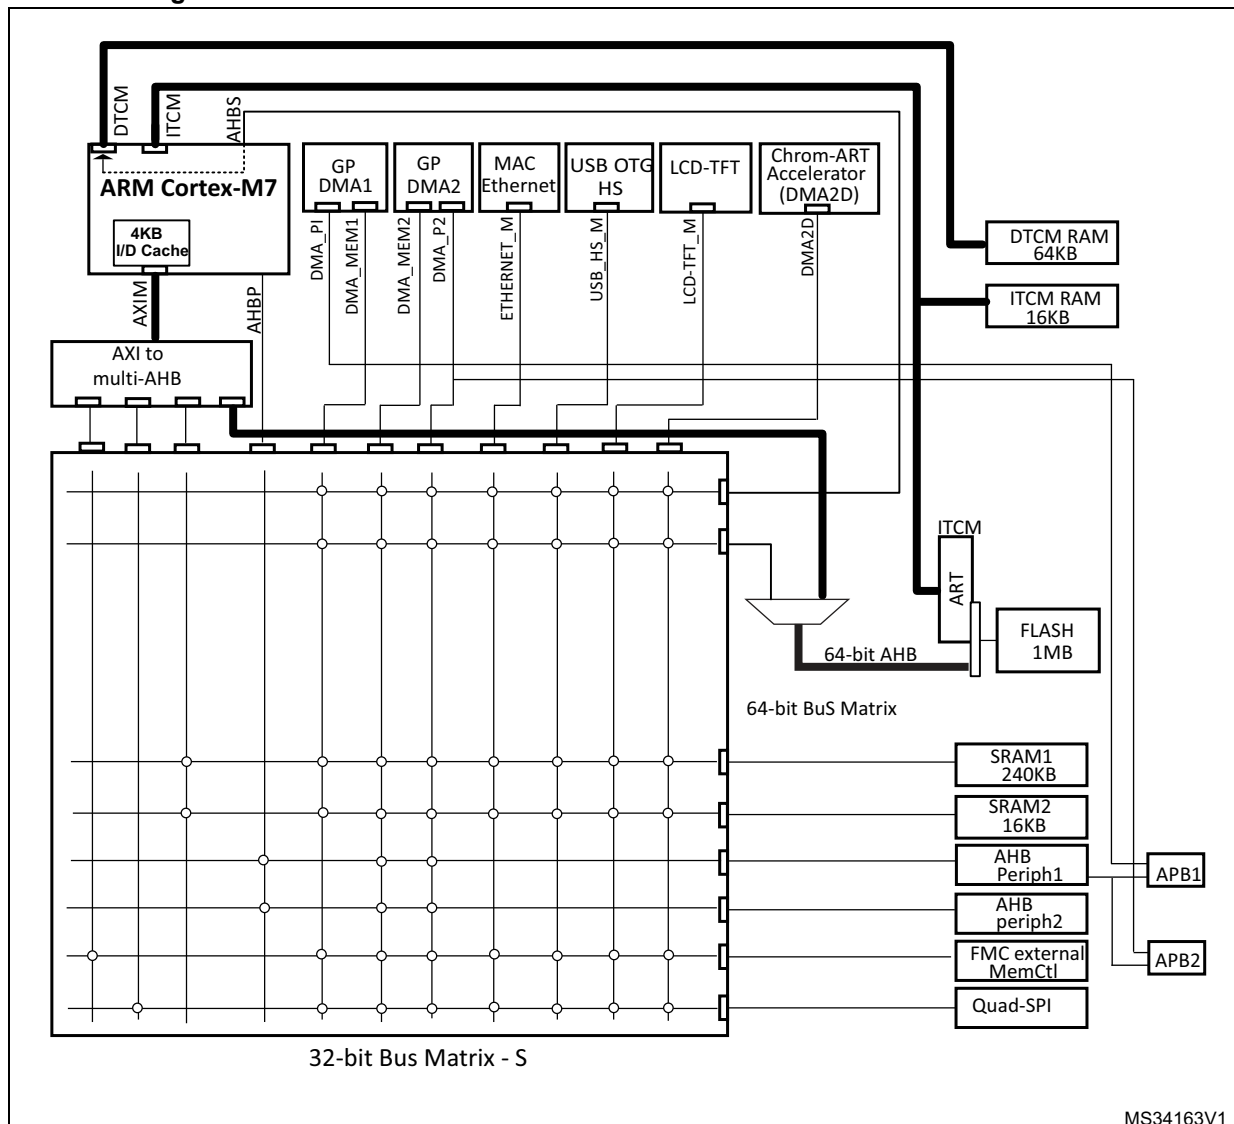 DTCM
ITCM
AHBS
ARM Cortex-M7
4KB
I/D Cache
AXIM
AHBP
GP
DMA1
GP
DMA2
MAC
Ethernet
USB OTG
HS
LCD-TFT
Chrom-ART
Accelerator
(DMA2D)
DMA_PI
DMA_MEM1
DMA_MEM2
DMA_P2
ETHERNET_M
USB_HS_M
LCD-TFT_M
DMA2D
DTCM RAM
64KB
ITCM RAM
16KB
AXI to
multi-AHB
ITCM
ART
FLASH
1MB
64-bit AHB
64-bit BuS Matrix
SRAM1
240KB
SRAM2
16KB
AHB
Periph1
APB1
AHB
periph2
FMC external
MemCtl
APB2
Quad-SPI
32-bit Bus Matrix - S
MS34163V1